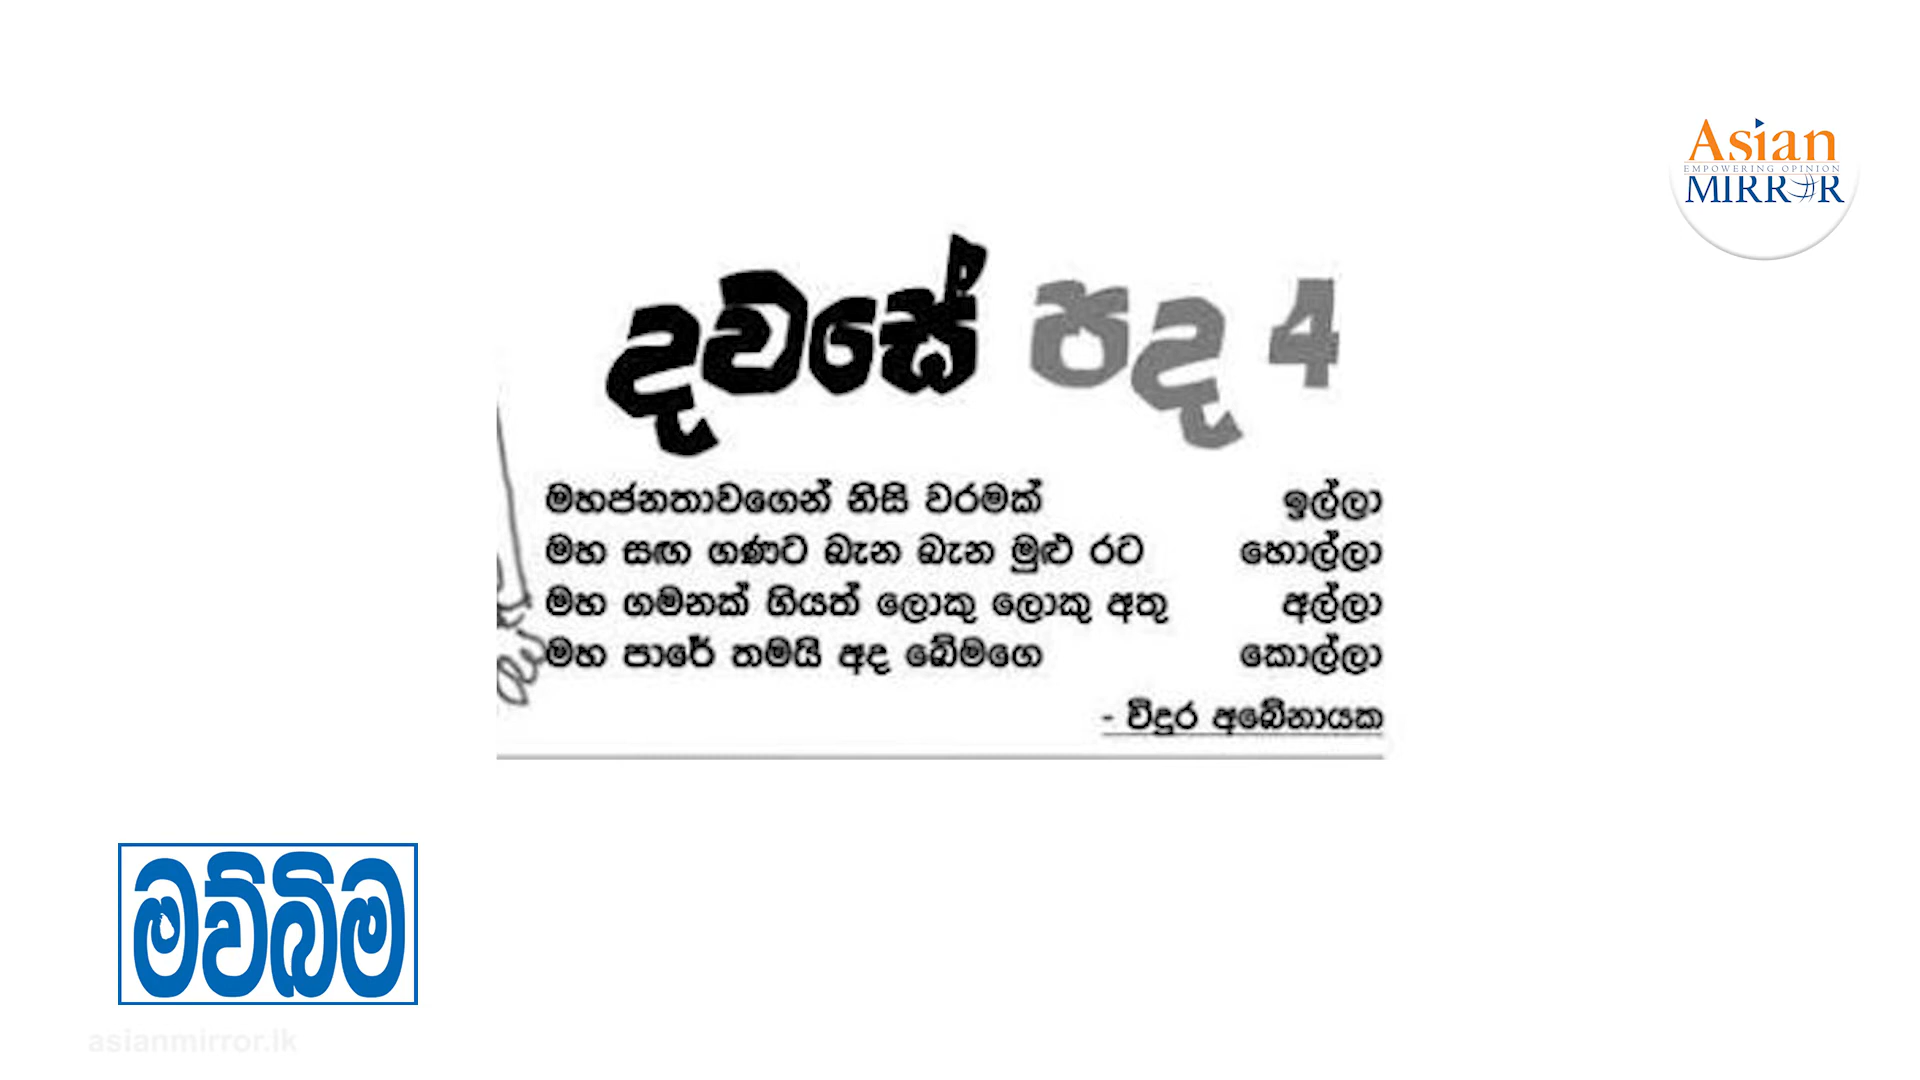 Asian
EMPOWERING OPINION
MIRROR
දවසේ පද 4
මහජනතාවගෙන් නිසි වරමක් ඉල්ලා
මහ සඟ ගණට බැන බැන මුළු රට හොල්ලා
මහ ගමනක් ගියත් ලොකු ලොකු අතු අල්ලා
මහ පාරේ තමයි අද බේමගෙ කොල්ලා
- විදුර අබේනායක
මව්බිම
asianmirror.lk